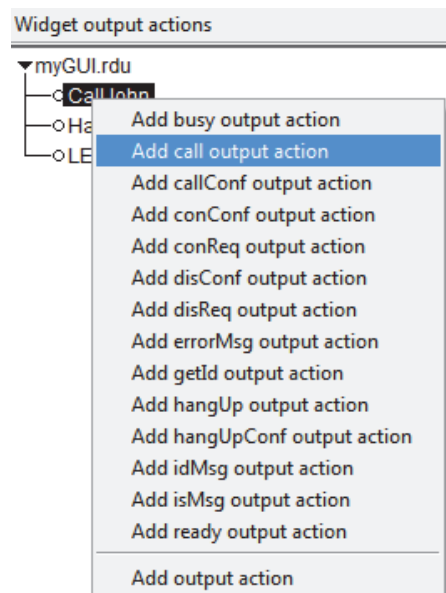 Widget output actions
myGUI.rdu
CallJohn
Ha
LE
Add busy output action
Add call output action
Add callConf output action
Add conConf output action
Add conReq output action
Add disConf output action
Add disReq output action
Add errorMsg output action
Add getId output action
Add hangUp output action
Add hangUpConf output action
Add idMsg output action
Add isMsg output action
Add ready output action
Add output action